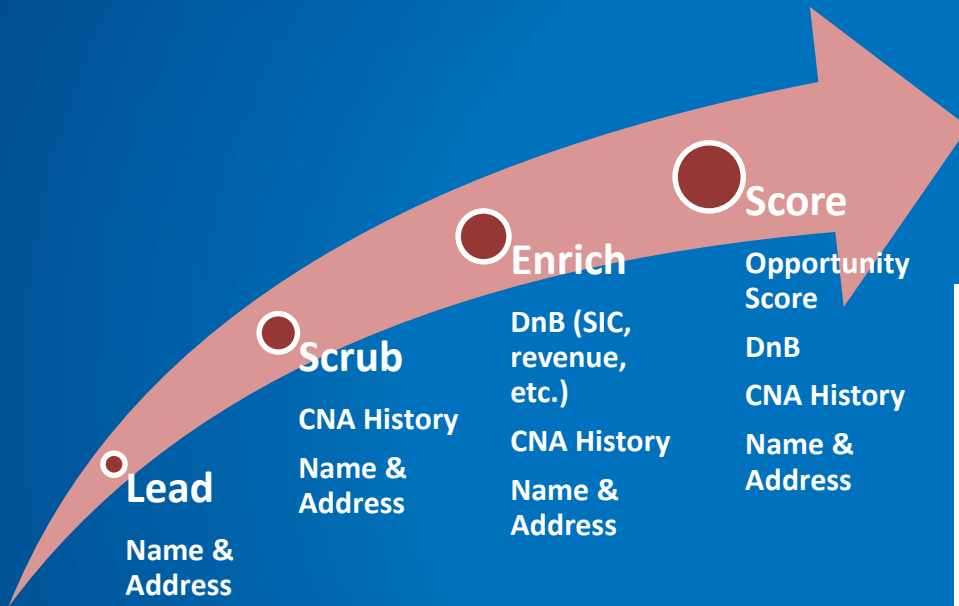 Lead
Name &
Address
Scrub
CNA History
Name &
Address
Enrich
DnB (SIC,
revenue,
etc.)
CNA History
Name &
Address
Score
Opportunity
Score
DnB
CNA History
Name &
Address